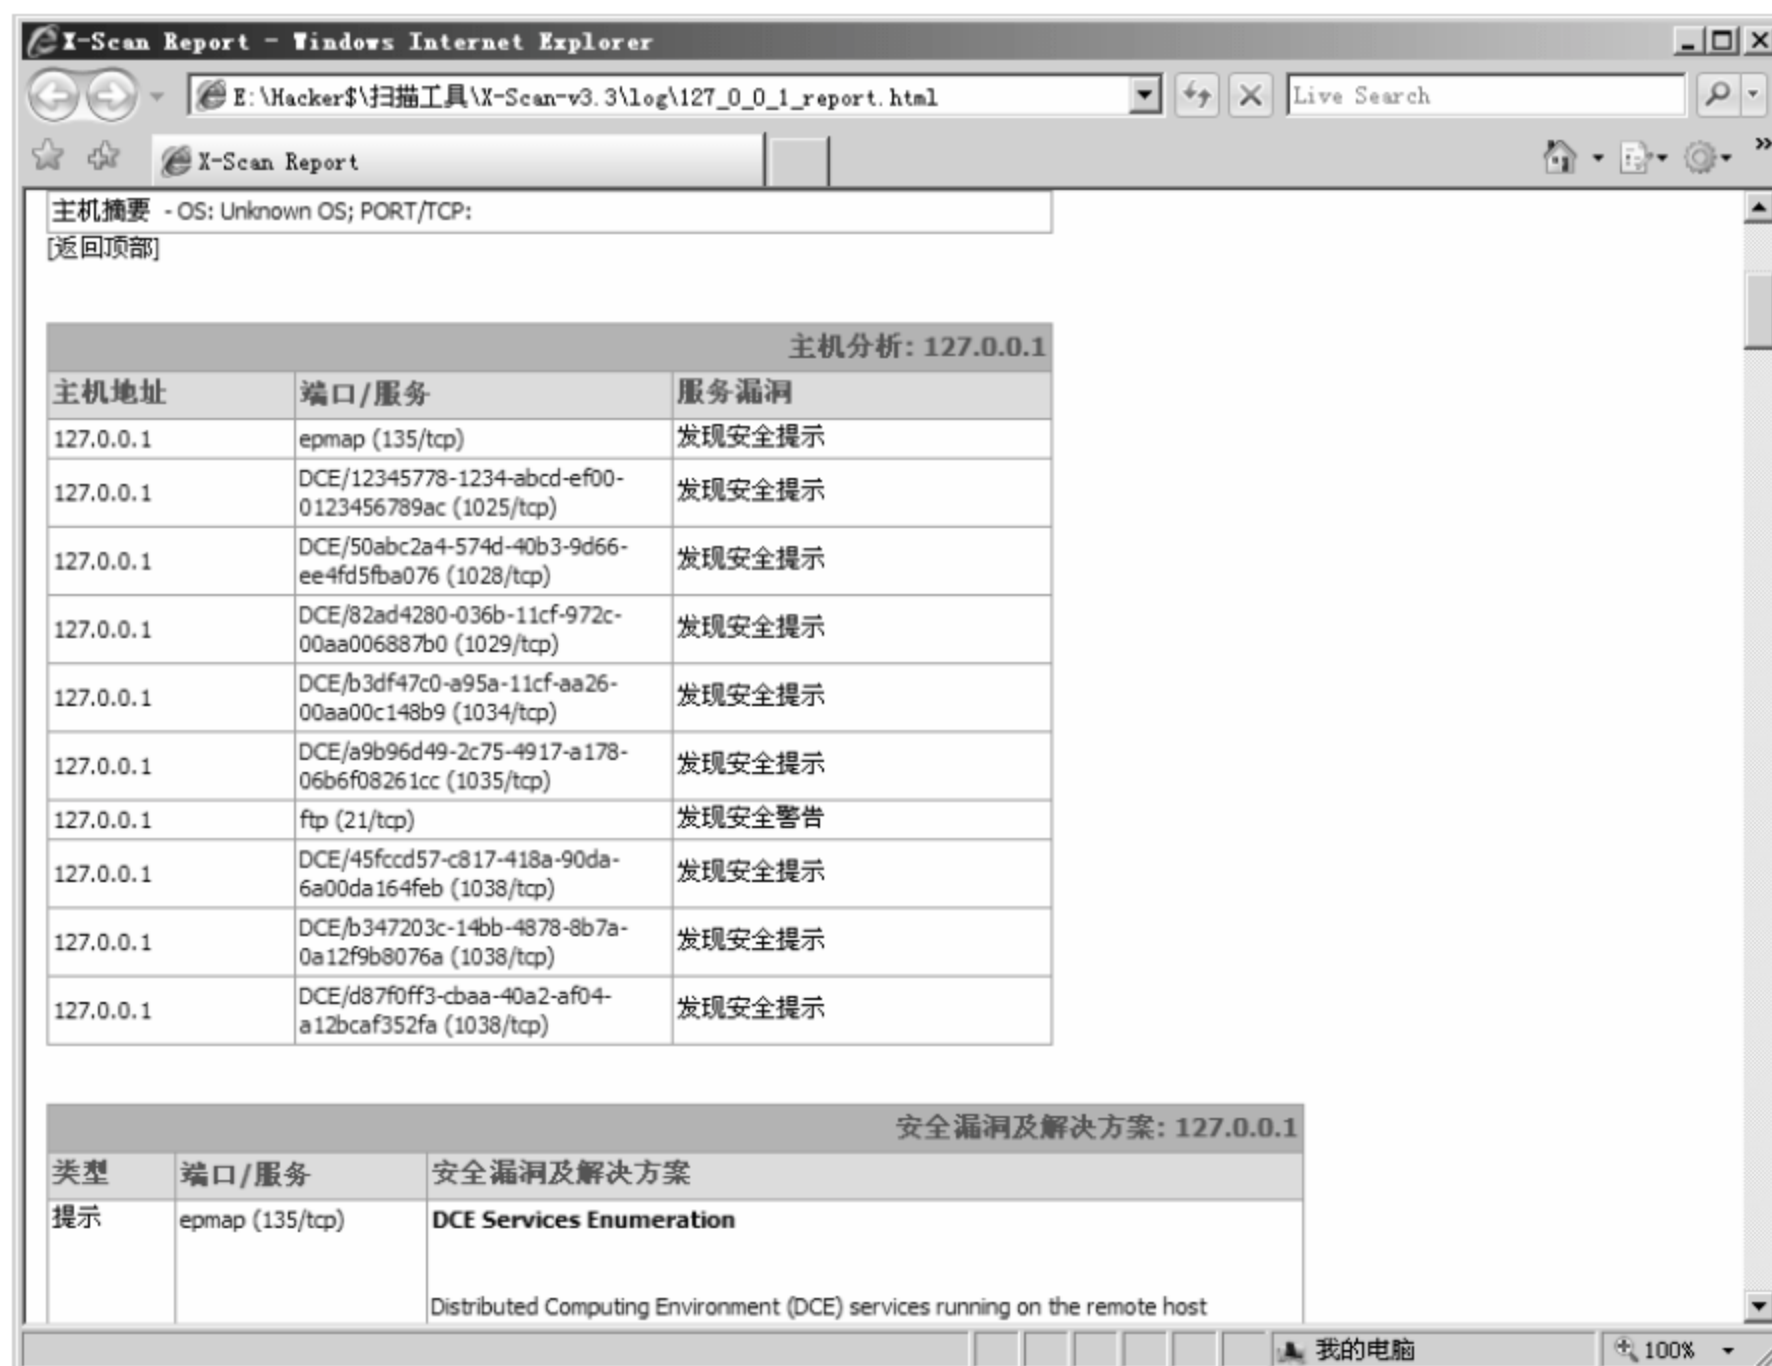 X-Scan Report - Windows Internet Explorer
E:\Hacker$\扫描工具\X-Scan-v3.3\log\127_0_0_1_report.html
Live Search
X-Scan Report
»
主机摘要 - OS: Unknown OS; PORT/TCP:
[返回顶部]
主机分析: 127.0.0.1
主机地址 端口/服务 服务漏洞
127.0.0.1 epmap (135/tcp) 发现安全提示
DCE/12345778-1234-abcd-ef00-
127.0.0.1 0123456789ac (1025/tcp) 发现安全提示
DCE/50abc2a4-574d-40b3-9d66-
127.0.0.1 ee4fd5fba076 (1028/tcp) 发现安全提示
DCE/82ad4280-036b-11cf-972c-
127.0.0.1 00aa006887b0 (1029/tcp) 发现安全提示
DCE/b3df47c0-a95a-11cf-aa26-
127.0.0.1 00aa00c148b9 (1034/tcp) 发现安全提示
DCE/a9b96d49-2c75-4917-a178-
127.0.0.1 06b6f08261cc (1035/tcp) 发现安全提示
127.0.0.1 ftp (21/tcp) 发现安全警告
DCE/45fccd57-c817-418a-90da-
127.0.0.1 6a00da164feb (1038/tcp) 发现安全提示
DCE/b347203c-14bb-4878-8b7a-
127.0.0.1 0a12f9b8076a (1038/tcp) 发现安全提示
DCE/d87f0ff3-cbaa-40a2-af04-
127.0.0.1 a12bcaf352fa (1038/tcp) 发现安全提示
安全漏洞及解决方案: 127.0.0.1
类型 端口/服务 安全漏洞及解决方案
提示 epmap (135/tcp) DCE Services Enumeration
Distributed Computing Environment (DCE) services running on the remote host
我的电脑 100%